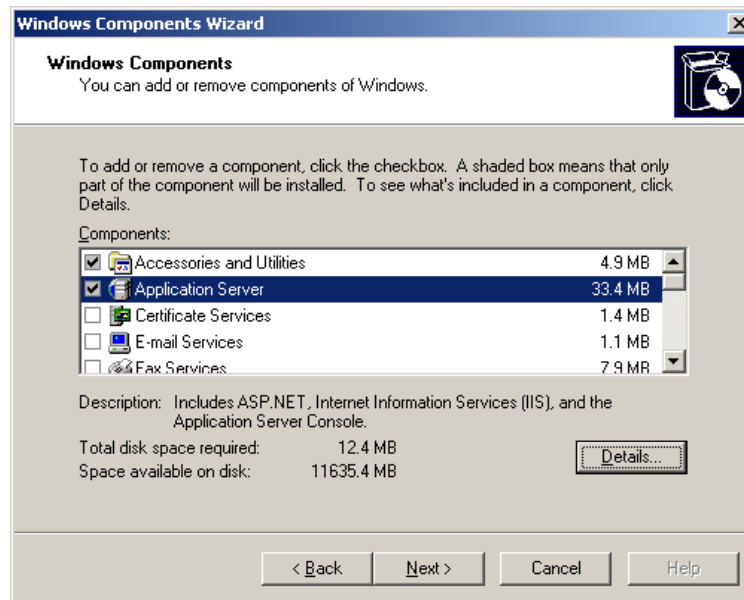 Windows Components Wizard
Windows Components
You can add or remove components of Windows.
To add or remove a component, click the checkbox. A shaded box means that only
part of the component will be installed. To see what's included in a component, click
Details.
Components:
Accessories and Utilities 4.9 MB
Application Server 33.4 MB
Certificate Services 1.4 MB
E-mail Services 1.1 MB
Fax Services 7.9 MB
Description: Includes ASP.NET, Internet Information Services (IIS), and the
Application Server Console.
Total disk space required: 12.4 MB
Space available on disk: 11635.4 MB
Details...
< Back Next > Cancel Help